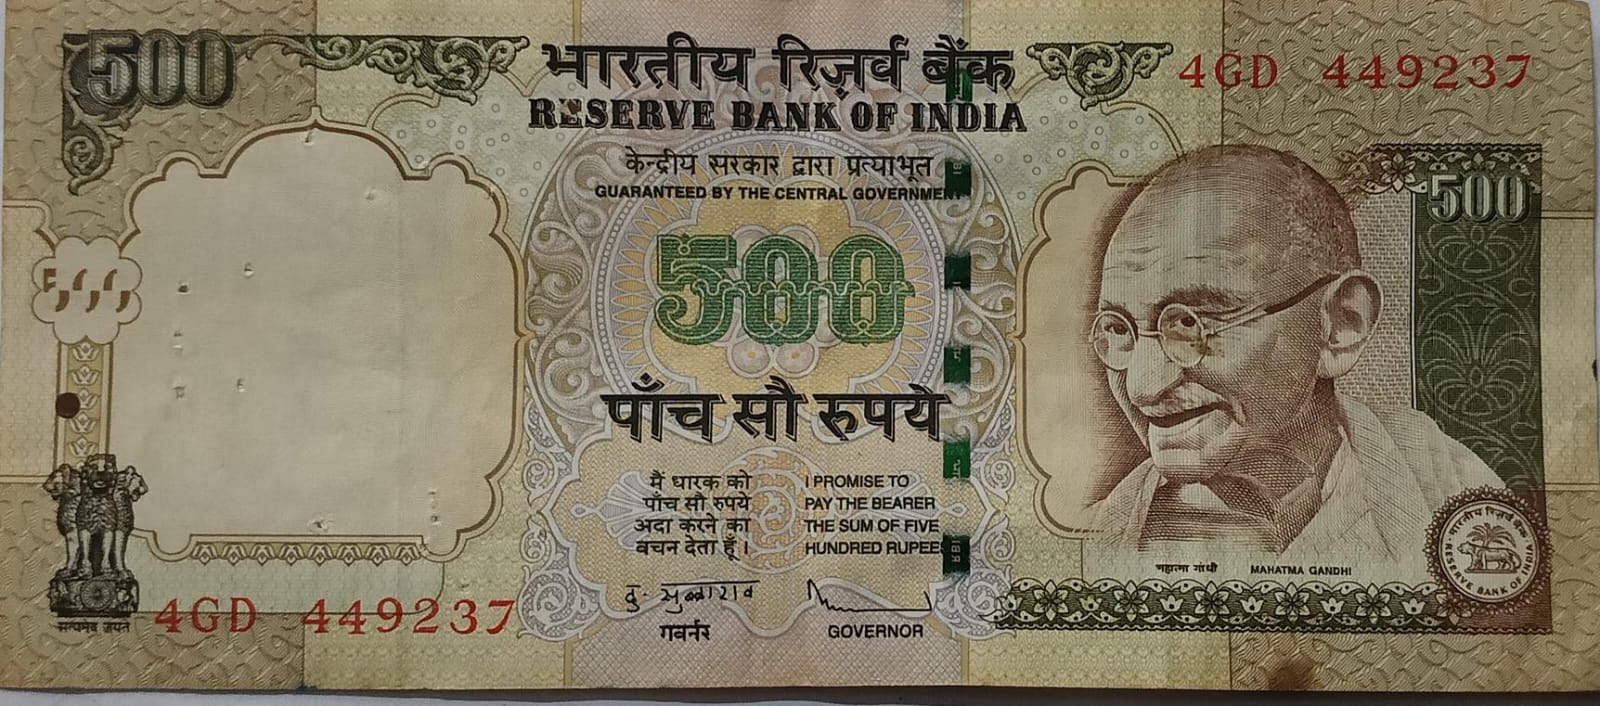 500
भारतीय रिज़र्व बैंक
RESERVE BANK OF INDIA
4GD 449237
केन्द्रीय सरकार द्वारा प्रत्याभूत
GUARANTEED BY THE CENTRAL GOVERNMENT
500
500
पाँच सौ रुपये
मैं धारक को
पाँच सौ रुपये
अदा करने का
वचन देता हूँ।
I PROMISE TO
PAY THE BEARER
THE SUM OF FIVE
HUNDRED RUPEES
गवर्नर
GOVERNOR
सत्यमेव जयते
4GD 449237
महात्मा गांधी
MAHATMA GANDHI
भारतीय रिज़र्व बैंक
RESERVE BANK OF INDIA
RBI